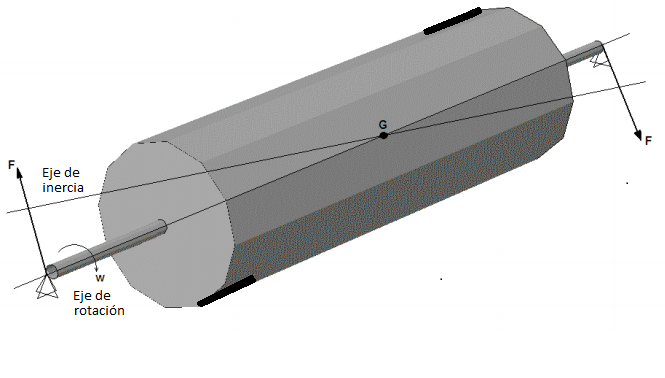 G
F
Eje de
inercia
F
w
Eje de
rotación